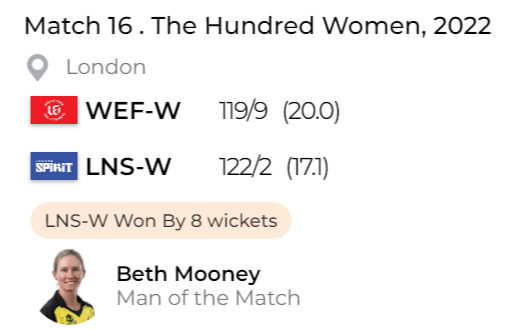 Match 16 . The Hundred Women, 2022
London
WEF-W 119/9 (20.0)
SPIRIT LNS-W 122/2 (17.1)
LNS-W Won By 8 wickets
Beth Mooney
Man of the Match